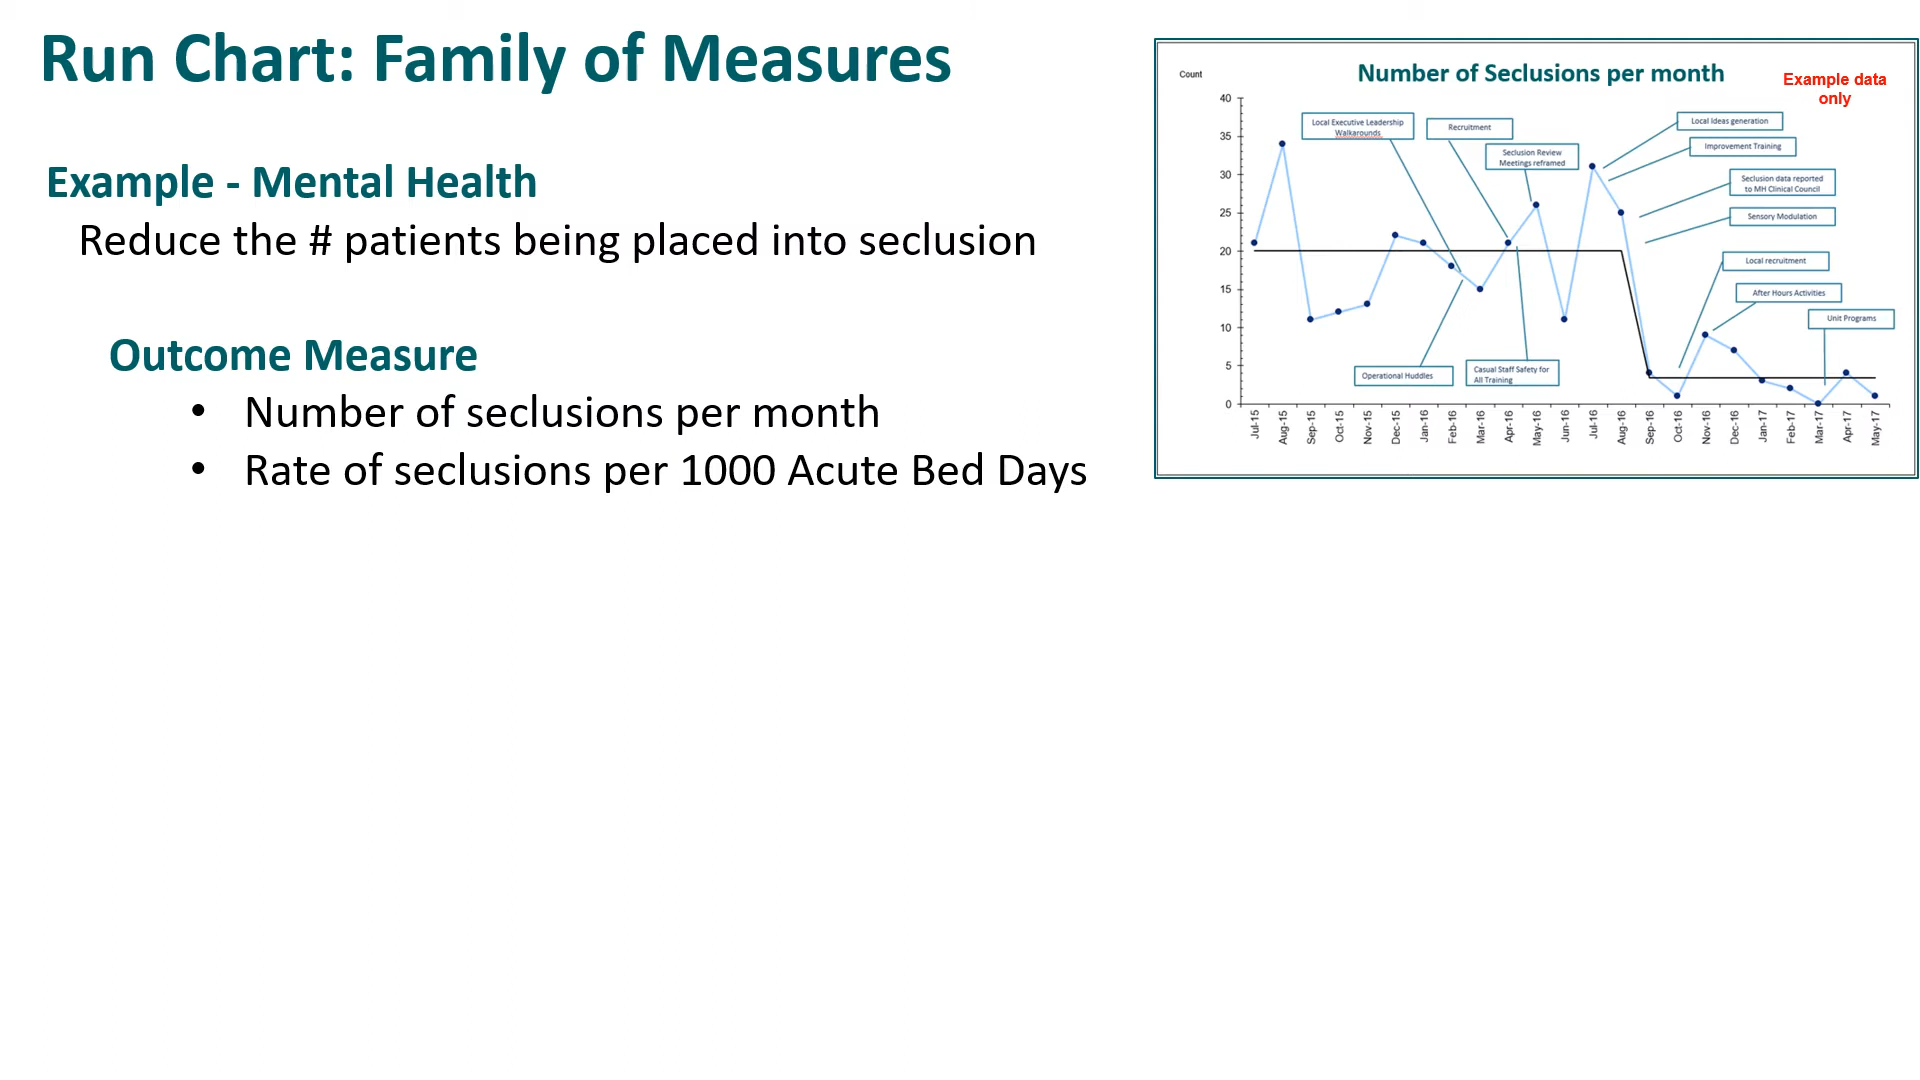 Run Chart: Family of Measures
Example - Mental Health
Reduce the # patients being placed into seclusion
Outcome Measure
• Number of seclusions per month
• Rate of seclusions per 1000 Acute Bed Days
Count
Number of Seclusions per month
Example data
only
40
35
30
25
20
15
10
5
0
Local Executive Leadership
Walkarounds
Recruitment
Seclusion Review
Meetings reframed
Local Ideas generation
Improvement Training
Seclusion data reported
to MH Clinical Council
Sensory Modulation
Local recruitment
After Hours Activities
Unit Programs
Operational Huddles
Casual Staff Safety for
All Training
Jul-15
Aug-15
Sep-15
Oct-15
Nov-15
Dec-15
Jan-16
Feb-16
Mar-16
Apr-16
May-16
Jun-16
Jul-16
Aug-16
Sep-16
Oct-16
Nov-16
Dec-16
Jan-17
Feb-17
Mar-17
Apr-17
May-17